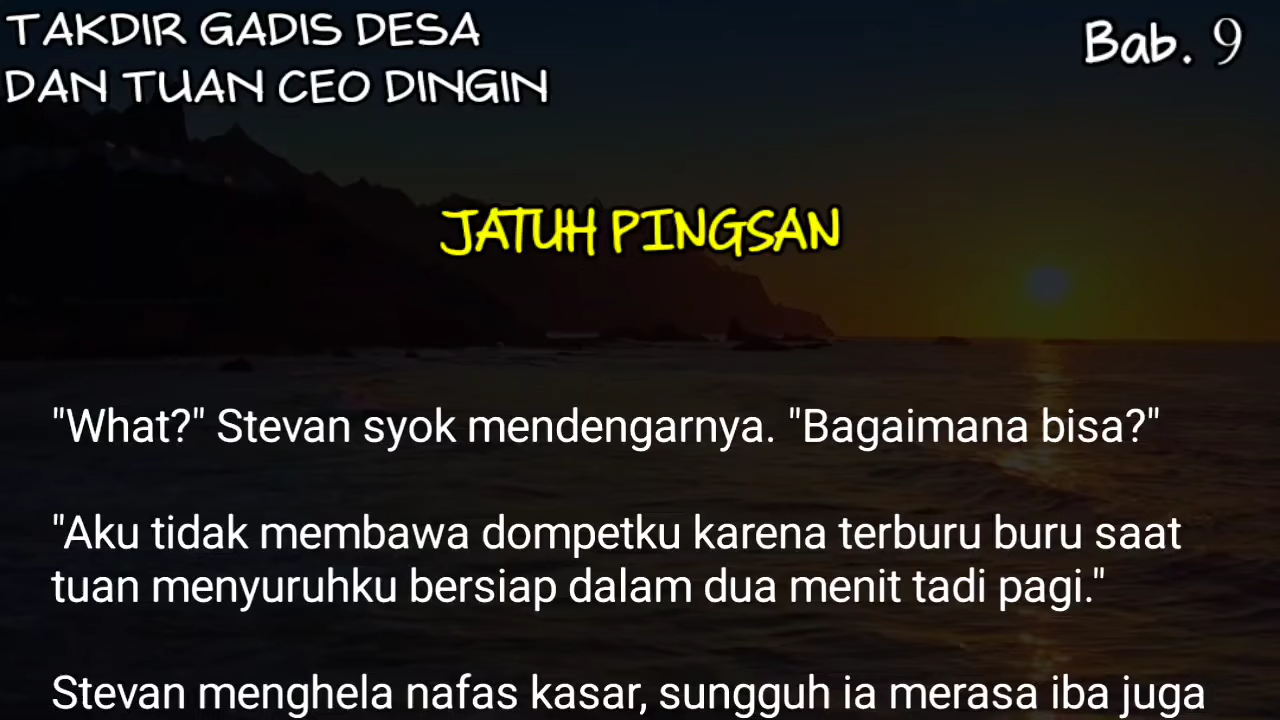 TAKDIR GADIS DESA
DAN TUAN CEO DINGIN
Bab. 9
JATUH PINGSAN
"What?" Stevan syok mendengarnya. "Bagaimana bisa?"
"Aku tidak membawa dompetku karena terburu buru saat
tuan menyuruhku bersiap dalam dua menit tadi pagi."
Stevan menghela nafas kasar, sungguh ia merasa iba juga